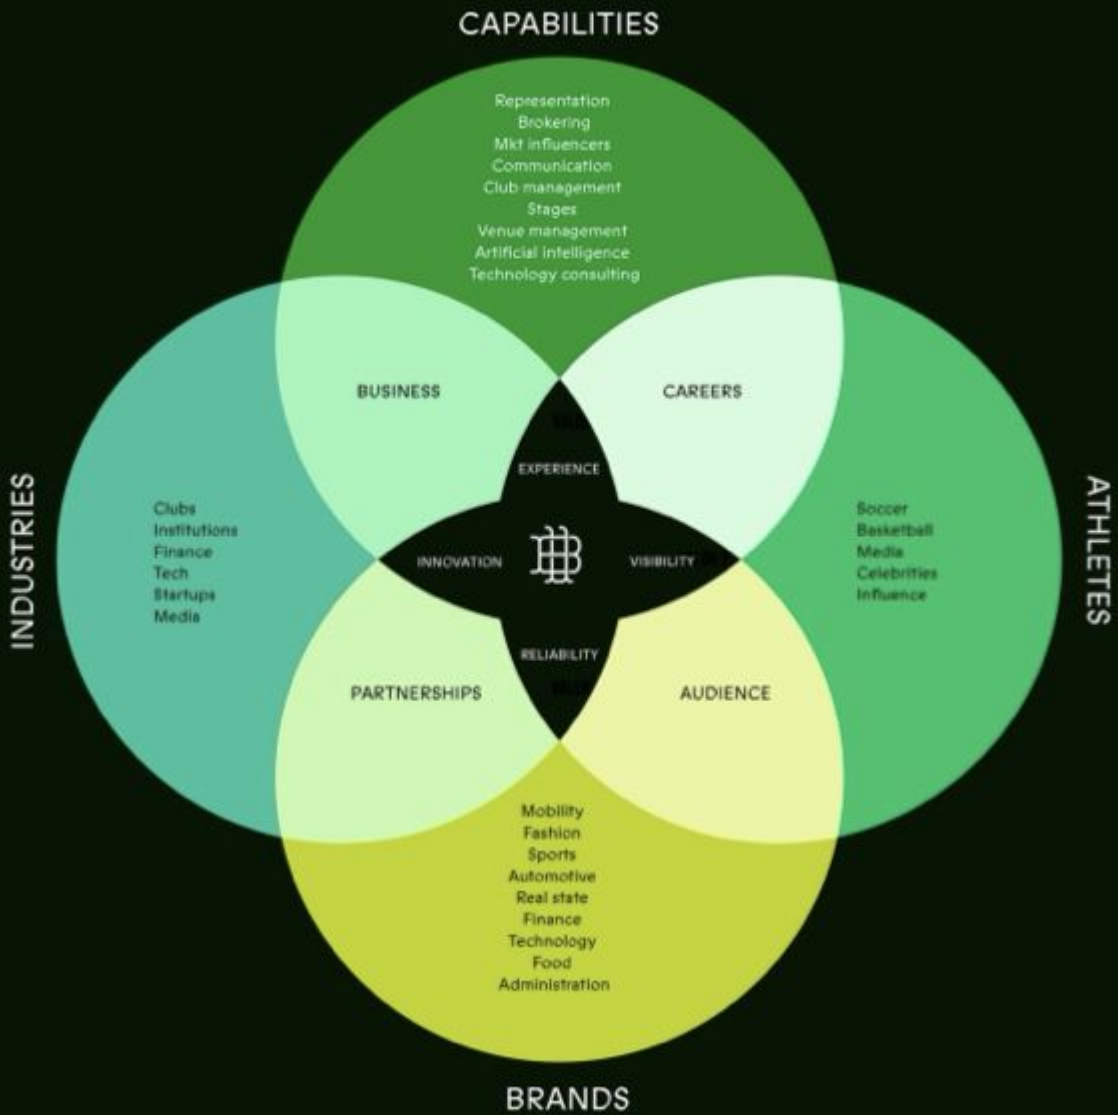 CAPABILITIES
Representation
Brokering
Mkt influencers
Communication
Club management
Stages
Venue management
Artificial intelligence
Technology consulting
BUSINESS
CAREERS
EXPERIENCE
INDUSTRIES
Clubs
Institutions
Finance
Tech
Startups
Media
INNOVATION
VISIBILITY
Soccer
Basketball
Media
Celebrities
Influence
ATHLETES
RELIABILITY
PARTNERSHIPS
AUDIENCE
Mobility
Fashion
Sports
Automotive
Real state
Finance
Technology
Food
Administration
BRANDS